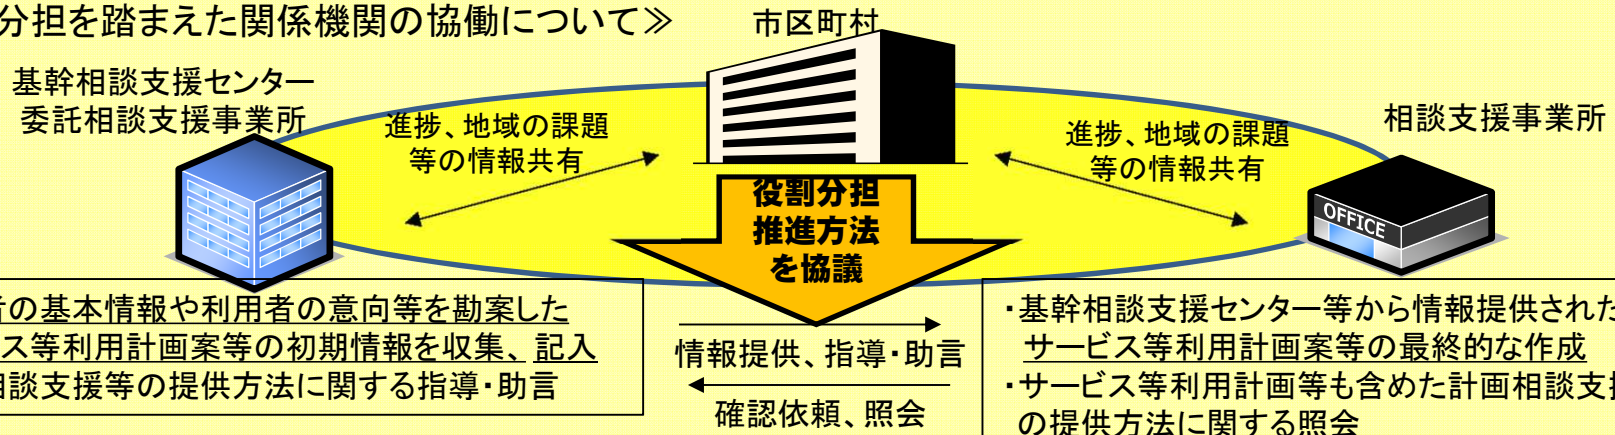 分担を踏まえた関係機関の協働について≫
市区町村
基幹相談支援センター
委託相談支援事業所
進捗、地域の課題
等の情報共有
進捗、地域の課題
等の情報共有
相談支援事業所
OFFICE
役割分担
推進方法
を協議
の基本情報や利用者の意向等を勘案した
ス等利用計画案等の初期情報を収集、記入
相談支援等の提供方法に関する指導・助言
情報提供、指導・助言
確認依頼、照会
・基幹相談支援センター等から情報提供された
サービス等利用計画案等の最終的な作成
・サービス等利用計画等も含めた計画相談支
の提供方法に関する照会